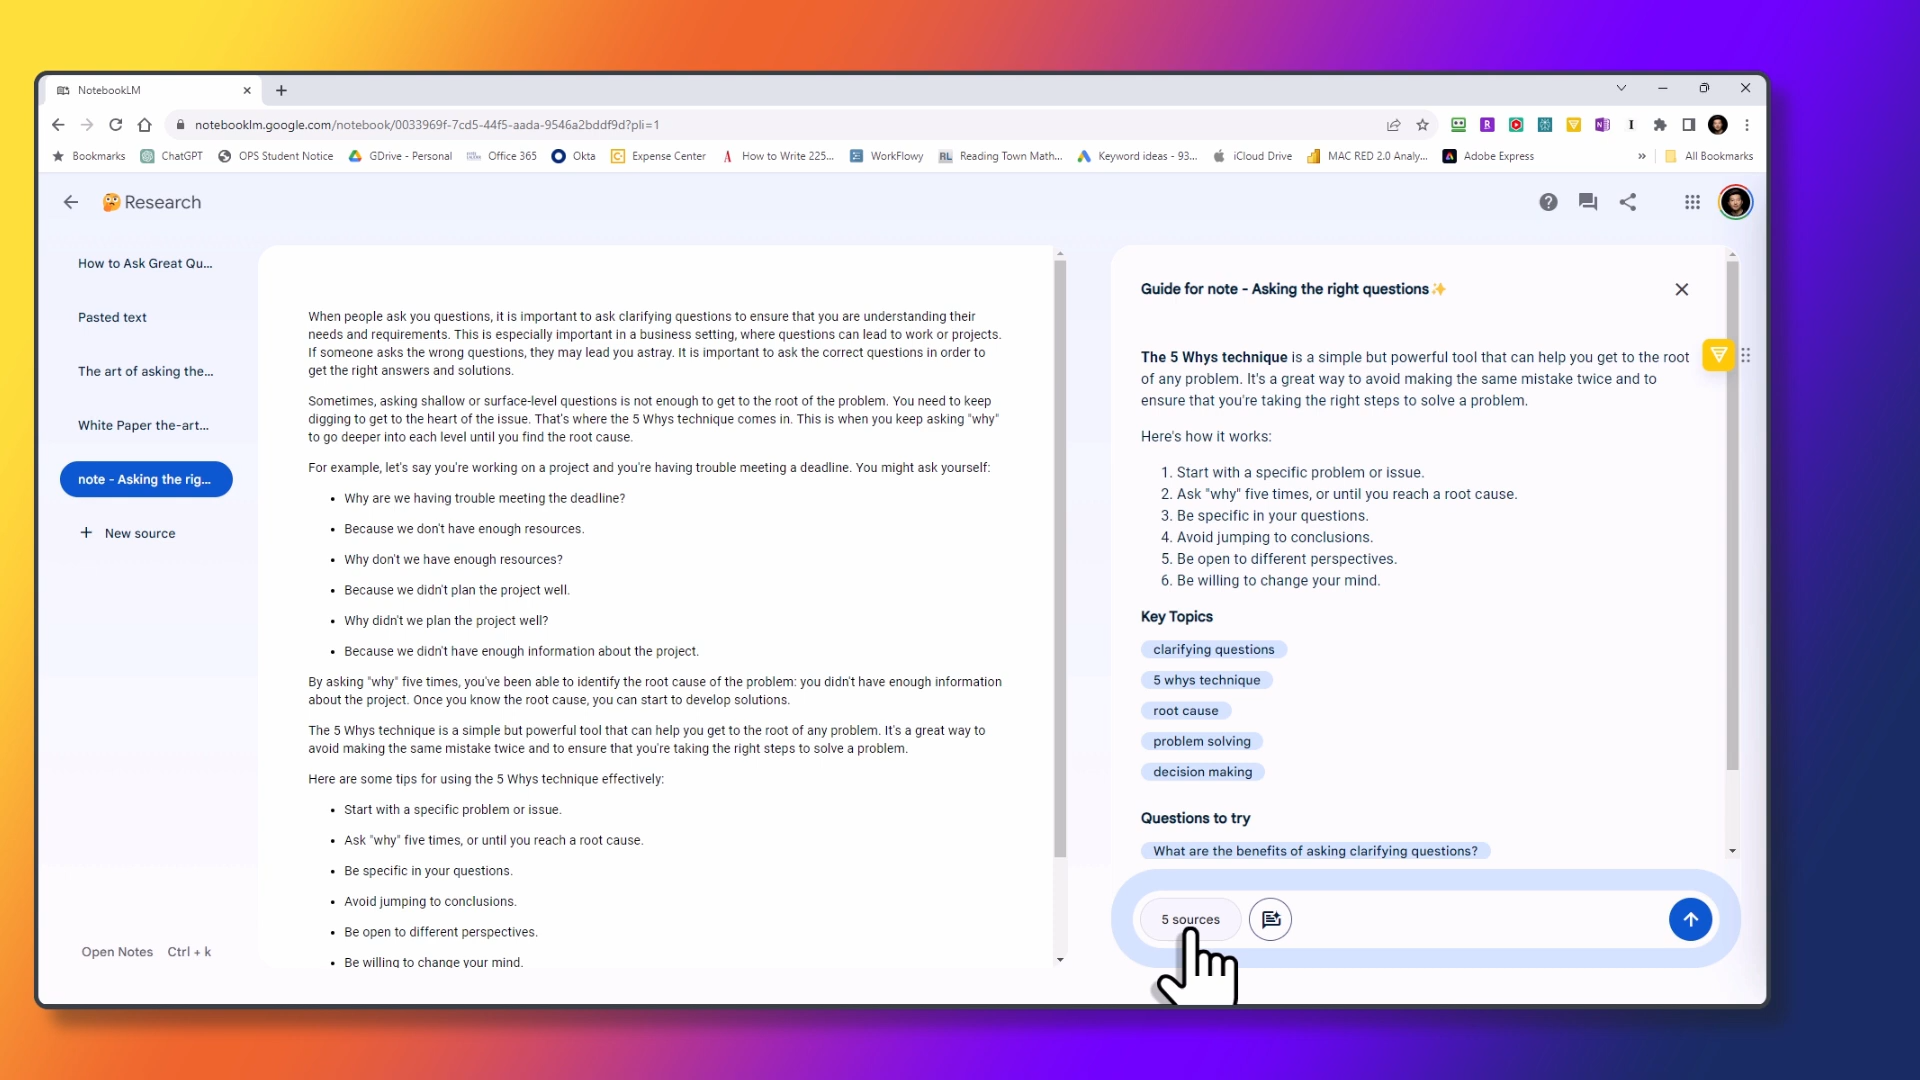 NotebookLM
notebooklm.google.com/notebook/0033969f-7cd5-44f5-aada-9546a2bddf9d?pli=1
Bookmarks ChatGPT OPS Student Notice GDrive - Personal Office 365 Okta Expense Center How to Write 225... WorkFlowy RL Reading Town Math... Keyword ideas - 93... iCloud Drive MAC RED 2.0 Analy... Adobe Express » All Bookmarks
Research
How to Ask Great Qu...
Pasted text
The art of asking the...
White Paper the-art...
note - Asking the rig...
+ New source
Open Notes Ctrl + k
When people ask you questions, it is important to ask clarifying questions to ensure that you are understanding their
needs and requirements. This is especially important in a business setting, where questions can lead to work or projects.
If someone asks the wrong questions, they may lead you astray. It is important to ask the correct questions in order to
get the right answers and solutions.
Sometimes, asking shallow or surface-level questions is not enough to get to the root of the problem. You need to keep
digging to get to the heart of the issue. That's where the 5 Whys technique comes in. This is when you keep asking "why"
to go deeper into each level until you find the root cause.
For example, let's say you're working on a project and you're having trouble meeting a deadline. You might ask yourself:
• Why are we having trouble meeting the deadline?
• Because we don't have enough resources.
• Why don't we have enough resources?
• Because we didn't plan the project well.
• Why didn't we plan the project well?
• Because we didn't have enough information about the project.
By asking "why" five times, you've been able to identify the root cause of the problem: you didn't have enough information
about the project. Once you know the root cause, you can start to develop solutions.
The 5 Whys technique is a simple but powerful tool that can help you get to the root of any problem. It's a great way to
avoid making the same mistake twice and to ensure that you're taking the right steps to solve a problem.
Here are some tips for using the 5 Whys technique effectively:
• Start with a specific problem or issue.
• Ask "why" five times, or until you reach a root cause.
• Be specific in your questions.
• Avoid jumping to conclusions.
• Be open to different perspectives.
• Be willing to change your mind.
Guide for note - Asking the right questions✨
The 5 Whys technique is a simple but powerful tool that can help you get to the root
of any problem. It's a great way to avoid making the same mistake twice and to
ensure that you're taking the right steps to solve a problem.
Here's how it works:
1. Start with a specific problem or issue.
2. Ask "why" five times, or until you reach a root cause.
3. Be specific in your questions.
4. Avoid jumping to conclusions.
5. Be open to different perspectives.
6. Be willing to change your mind.
Key Topics
clarifying questions
5 whys technique
root cause
problem solving
decision making
Questions to try
What are the benefits of asking clarifying questions?
5 sources